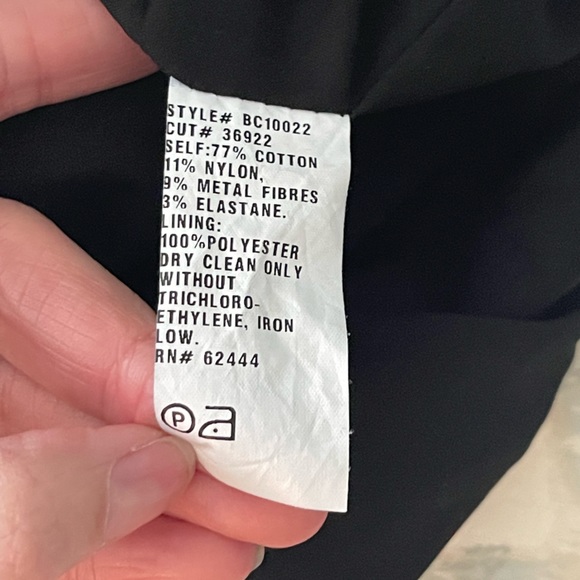 STYLE# BC10022
CUT# 36922
SELF:77% COTTON
11% NYLON,
9% METAL FIBRES
3% ELASTANE.
LINING:
100%POLYESTER
DRY CLEAN ONLY
WITHOUT
TRICHLORO-
ETHYLENE, IRON
LOW.
RN# 62444
P